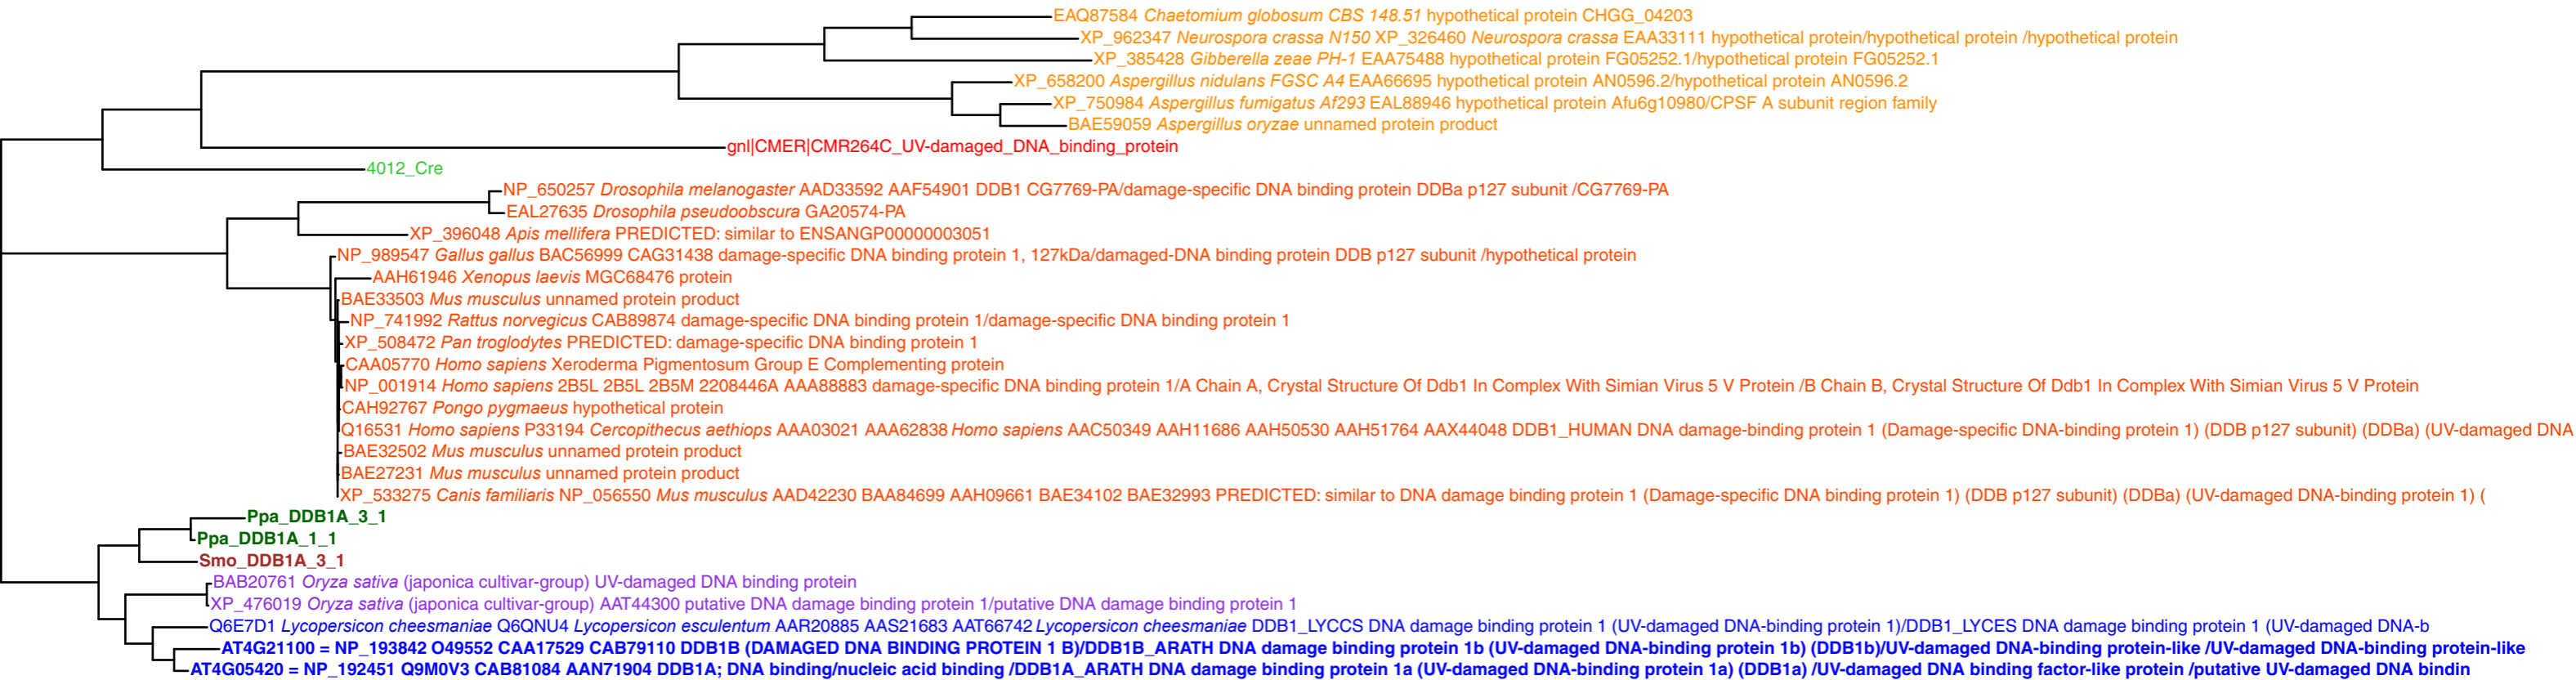 EAQ87584 Chaetomium globosum CBS 148.51 hypothetical protein CHGG_04203
XP_962347 Neurospora crassa N150 XP_326460 Neurospora crassa EAA33111 hypothetical protein/hypothetical protein /hypothetical protein
XP_385428 Gibberella zeae PH-1 EAA75488 hypothetical protein FG05252.1/hypothetical protein FG05252.1
XP_658200 Aspergillus nidulans FGSC A4 EAA66695 hypothetical protein AN0596.2/hypothetical protein AN0596.2
XP_750984 Aspergillus fumigatus Af293 EAL88946 hypothetical protein Afu6g10980/CPSF A subunit region family
BAE59059 Aspergillus oryzae unnamed protein product
gnl|CMER|CMR264C_UV-damaged_DNA_binding_protein
4012_Cre
NP_650257 Drosophila melanogaster AAD33592 AAF54901 DDB1 CG7769-PA/damage-specific DNA binding protein DDBa p127 subunit /CG7769-PA
EAL27635 Drosophila pseudoobscura GA20574-PA
XP_396048 Apis mellifera PREDICTED: similar to ENSANGP00000003051
NP_989547 Gallus gallus BAC56999 CAG31438 damage-specific DNA binding protein 1, 127kDa/damaged-DNA binding protein DDB p127 subunit /hypothetical protein
AAH61946 Xenopus laevis MGC68476 protein
BAE33503 Mus musculus unnamed protein product
NP_741992 Rattus norvegicus CAB89874 damage-specific DNA binding protein 1/damage-specific DNA binding protein 1
XP_508472 Pan troglodytes PREDICTED: damage-specific DNA binding protein 1
CAA05770 Homo sapiens Xeroderma Pigmentosum Group E Complementing protein
NP_001914 Homo sapiens 2B5L 2B5L 2B5M 2208446A AAA88883 damage-specific DNA binding protein 1/A Chain A, Crystal Structure Of Ddb1 In Complex With Simian Virus 5 V Protein /B Chain B, Crystal Structure Of Ddb1 In Complex With Simian Virus 5 V Protein
CAH92767 Pongo pygmaeus hypothetical protein
Q16531 Homo sapiens P33194 Cercopithecus aethiops AAA03021 AAA62838 Homo sapiens AAC50349 AAH11686 AAH50530 AAH51764 AAX44048 DDB1_HUMAN DNA damage-binding protein 1 (Damage-specific DNA-binding protein 1) (DDB p127 subunit) (DDBa) (UV-damaged DNA
BAE32502 Mus musculus unnamed protein product
BAE27231 Mus musculus unnamed protein product
XP_533275 Canis familiaris NP_056550 Mus musculus AAD42230 BAA84699 AAH09661 BAE34102 BAE32993 PREDICTED: similar to DNA damage binding protein 1 (Damage-specific DNA binding protein 1) (DDB p127 subunit) (DDBa) (UV-damaged DNA-binding protein 1) (
Ppa_DDB1A_3_1
Ppa_DDB1A_1_1
Smo_DDB1A_3_1
BAB20761 Oryza sativa (japonica cultivar-group) UV-damaged DNA binding protein
XP_476019 Oryza sativa (japonica cultivar-group) AAT44300 putative DNA damage binding protein 1/putative DNA damage binding protein 1
Q6E7D1 Lycopersicon cheesmaniae Q6QNU4 Lycopersicon esculentum AAR20885 AAS21683 AAT66742 Lycopersicon cheesmaniae DDB1_LYCCS DNA damage binding protein 1 (UV-damaged DNA-binding protein 1)/DDB1_LYCES DNA damage binding protein 1 (UV-damaged DNA-b
AT4G21100 = NP_193842 O49552 CAA17529 CAB79110 DDB1B (DAMAGED DNA BINDING PROTEIN 1 B)/DDB1B_ARATH DNA damage binding protein 1b (UV-damaged DNA-binding protein 1b) (DDB1b)/UV-damaged DNA-binding protein-like /UV-damaged DNA-binding protein-like
AT4G05420 = NP_192451 Q9M0V3 CAB81084 AAN71904 DDB1A; DNA binding/nucleic acid binding /DDB1A_ARATH DNA damage binding protein 1a (UV-damaged DNA-binding protein 1a) (DDB1a) /UV-damaged DNA binding factor-like protein /putative UV-damaged DNA bindin